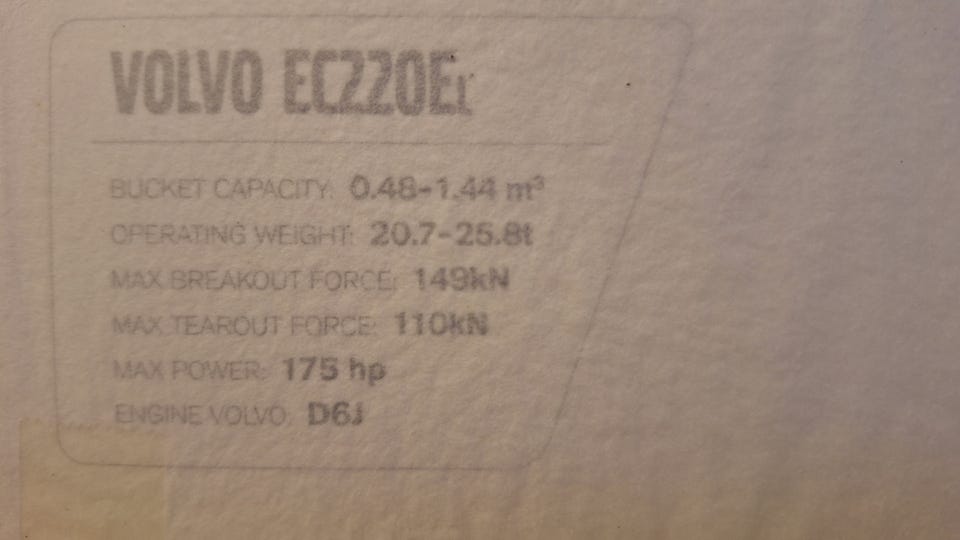 VOLVO EC220EL
BUCKET CAPACITY: 0.48-1.44 m³
OPERATING WEIGHT: 20.7-25.8t
MAX BREAKOUT FORCE: 149kN
MAX TEAROUT FORCE: 110kN
MAX POWER: 175 hp
ENGINE VOLVO: D6J